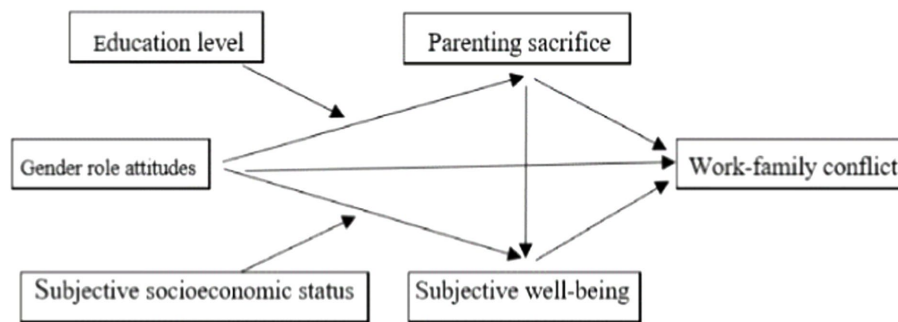 Education level
Parenting sacrifice
Gender role attitudes
Work-family conflict
Subjective socioeconomic status
Subjective well-being